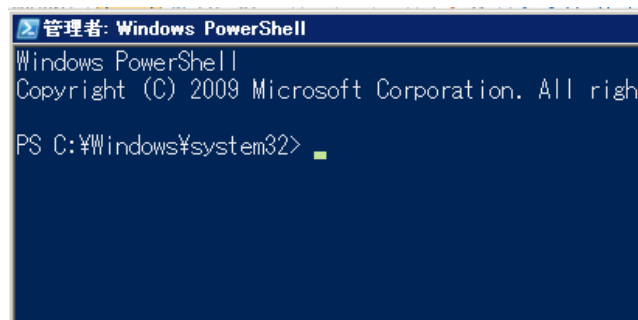 管理者: Windows PowerShell
Windows PowerShell
Copyright (C) 2009 Microsoft Corporation. All righ
PS C:¥Windows¥system32>